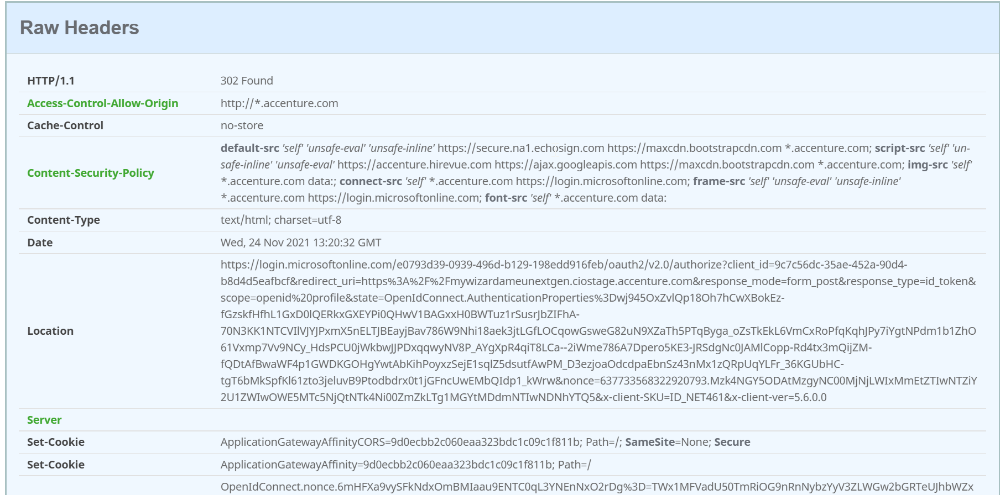 Raw Headers
HTTP/1.1 302 Found
Access-Control-Allow-Origin http://*.accenture.com
Cache-Control no-store
default-src 'self' 'unsafe-eval' 'unsafe-inline' https://secure.na1.echosign.com https://maxcdn.bootstrapcdn.com *.accenture.com; script-src 'self' 'un-
safe-inline' 'unsafe-eval' https://accenture.hirevue.com https://ajax.googleapis.com https://maxcdn.bootstrapcdn.com *.accenture.com; img-src 'self'
Content-Security-Policy
*.accenture.com data:; connect-src 'self' *.accenture.com https://login.microsoftonline.com; frame-src 'self' 'unsafe-eval' 'unsafe-inline'
*.accenture.com https://login.microsoftonline.com; font-src 'self' *.accenture.com data:
Content-Type text/html; charset=utf-8
Date Wed, 24 Nov 2021 13:20:32 GMT
https://login.microsoftonline.com/e0793d39-0939-496d-b129-198edd916feb/oauth2/v2.0/authorize?client_id=9c7c56dc-35ae-452a-90d4-
b8d4d5eafbcf&redirect_uri=https%3A%2F%2Fmywizardameunextgen.ciostage.accenture.com&response_mode=form_post&response_type=id_token&
scope=openid%20profile&state=OpenIdConnect.AuthenticationProperties%3Dwj945OxZvlQp18Oh7hCwXBokEz-
fGzskfHfhL1GxD0lQERkxGXEYPi0QHwV1BAGxxH0BWTuz1rSusrJbZIFhA-
Location 70N3KK1NTCVIlVJYJPxmX5nELTJBEayjBav786W9Nhi18aek3jtLGfLOCqowGsweG82uN9XZaTh5PTqByga_oZsTkEkL6VmCxRoPfqKqhJPy7iYgtNPdm1b1ZhO
61Vxmp7Vv9NCy_HdsPCU0jWkbwJJPDxqqwyNV8P_AYgXpR4qiT8LCa--2iWme786A7Dpero5KE3-JRSdgNc0JAMlCopp-Rd4tx3mQijZM-
fQDtAfBwaWF4p1GWDKGOHgYwtAbKihPoyxzSejE1sqlZ5dsutfAwPM_D3ezjoaOdcdpaEbnSz43nMx1zQRpUqYLFr_36KGUbHC-
tgT6bMkSpfKl61zto3jeluvB9Ptodbdrx0t1jGFncUwEMbQIdp1_kWrw&nonce=637733568322920793.Mzk4NGY5ODAtMzgyNC00MjNjLWIxMmEtZTIwNTZiY
2U1ZWIwOWE5MTc5NjQtNTk4Ni00ZmZkLTg1MGYtMDdmNTIwNDNhYTQ5&x-client-SKU=ID_NET461&x-client-ver=5.6.0.0
Server
Set-Cookie ApplicationGatewayAffinityCORS=9d0ecbb2c060eaa323bdc1c09c1f811b; Path=/; SameSite=None; Secure
Set-Cookie ApplicationGatewayAffinity=9d0ecbb2c060eaa323bdc1c09c1f811b; Path=/
OpenIdConnect.nonce.6mHFXa9vySFkNdxOmBMIaau9ENTC0qL3YNEnNxO2rDg%3D=TWx1MFVadU50TmRiOG9nRnNybzYyV3ZLWGw2bGRTeUJhbWZx